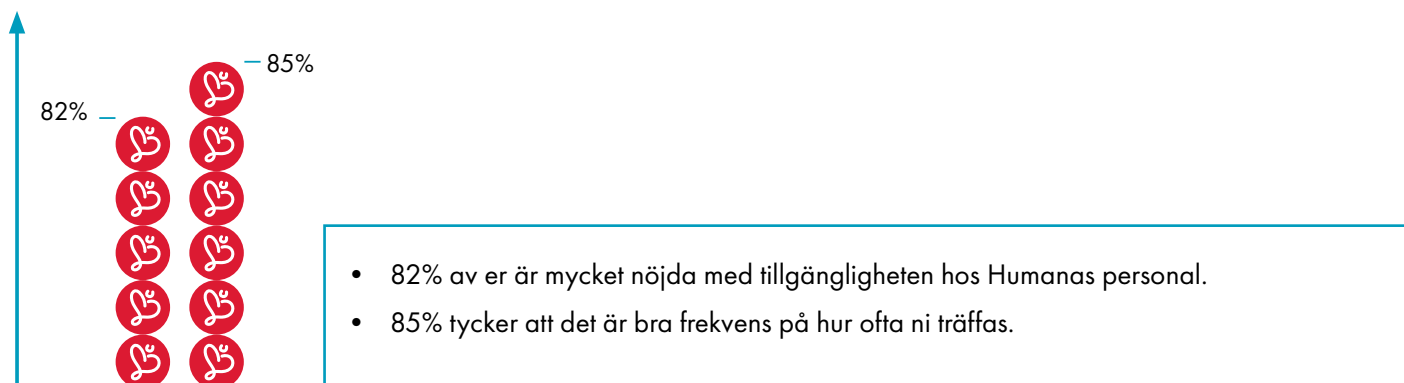 85%
82%
• 82% av er är mycket nöjda med tillgängligheten hos Humanas personal.
• 85% tycker att det är bra frekvens på hur ofta ni träffas.